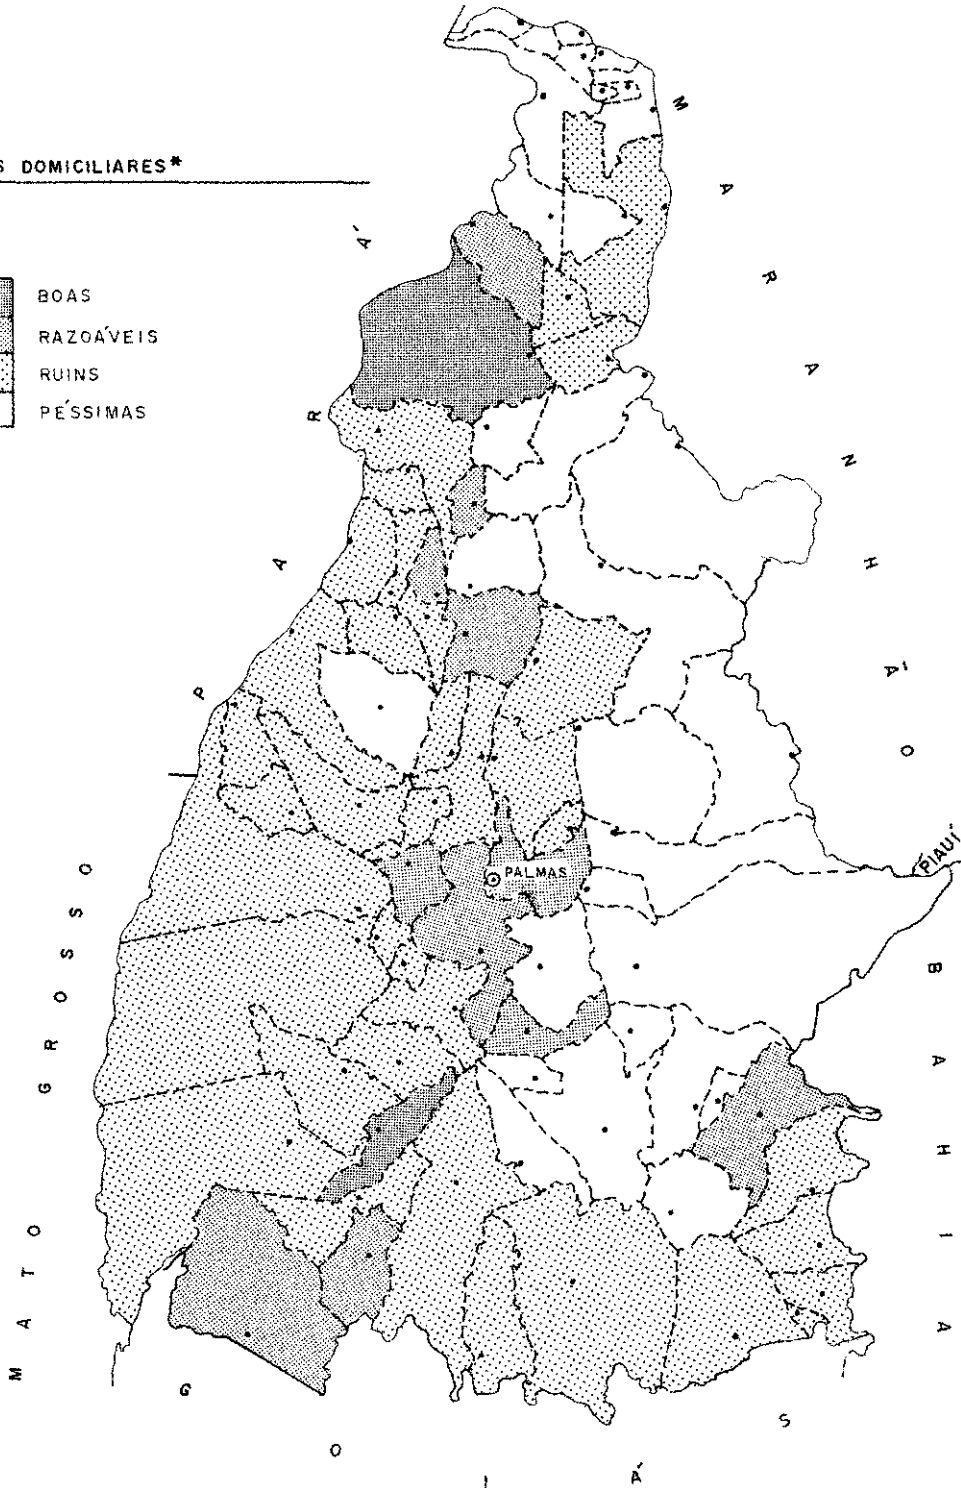 S DOMICILIARES*
BOAS
RAZOÁVEIS
RUINS
PÉSSIMAS
PARÁ
MARANHÃO
PIAUÍ
PALMAS
BAHIA
MATO GROSSO
GOIÁS